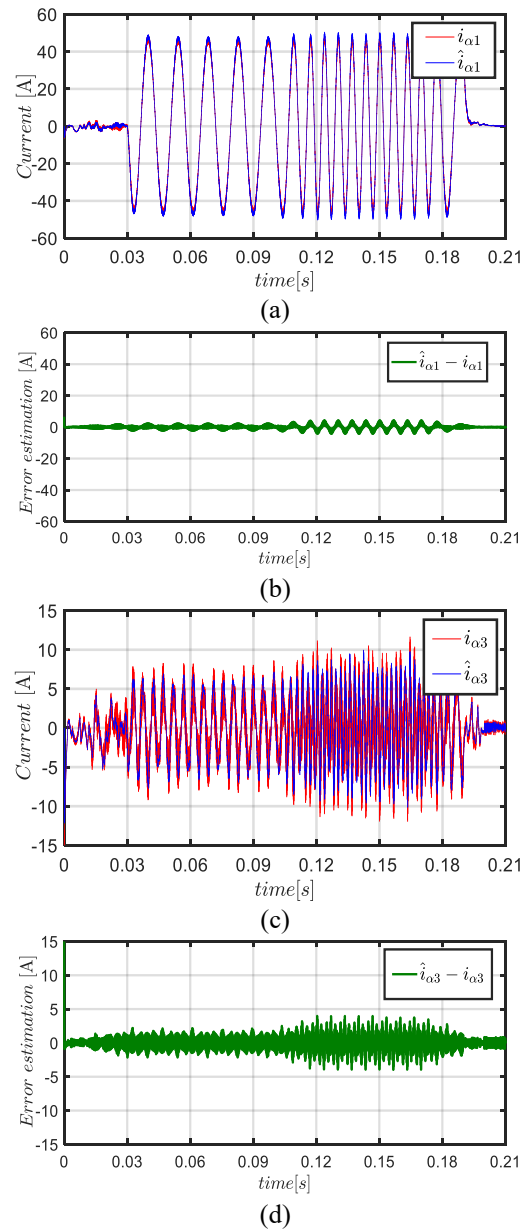 60
40
20
0
-20
-40
-60
Current [A]
i_α1
î_α1
0 0.03 0.06 0.09 0.12 0.15 0.18 0.21
time[s]
(a)
60
40
20
0
-20
-40
-60
Error estimation [A]
î_α1 − i_α1
0 0.03 0.06 0.09 0.12 0.15 0.18 0.21
time[s]
(b)
15
10
5
0
-5
-10
-15
Current [A]
i_α3
î_α3
0 0.03 0.06 0.09 0.12 0.15 0.18 0.21
time[s]
(c)
15
10
5
0
-5
-10
-15
Error estimation [A]
î_α3 − i_α3
0 0.03 0.06 0.09 0.12 0.15 0.18 0.21
time[s]
(d)